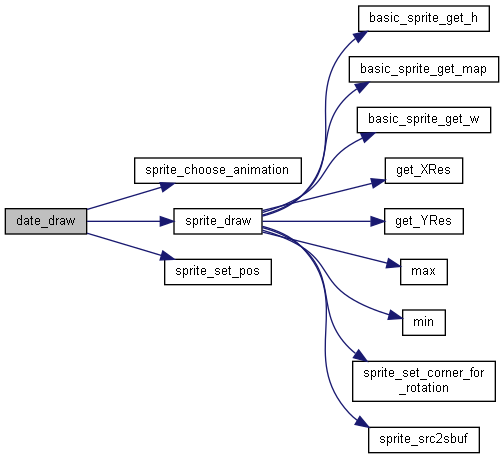 basic_sprite_get_h
basic_sprite_get_map
basic_sprite_get_w
sprite_choose_animation
get_XRes
date_draw
sprite_draw
get_YRes
sprite_set_pos
max
min
sprite_set_corner_for
_rotation
sprite_src2sbuf